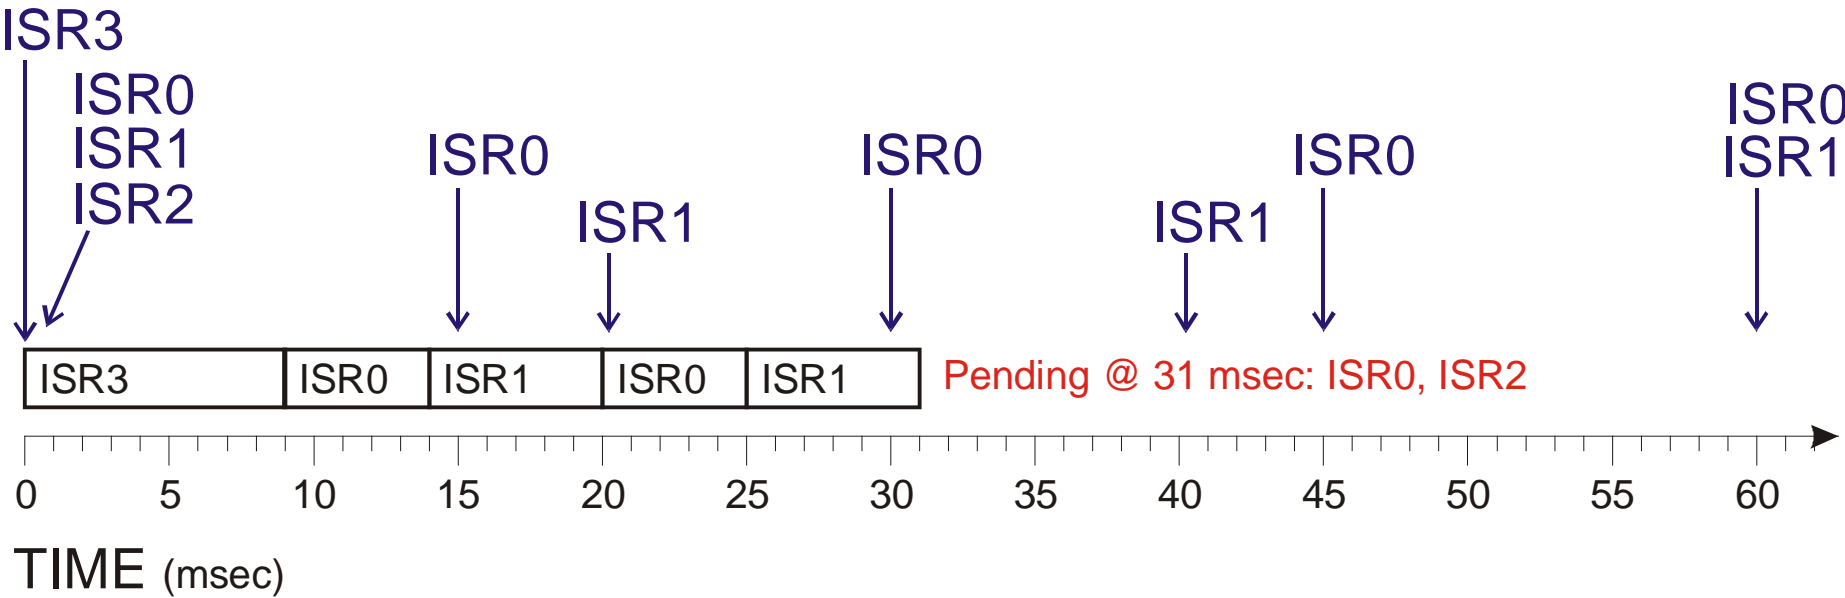 ISR3
ISR0
ISR1
ISR2
ISR0
ISR1
ISR0
ISR1
ISR0
ISR0
ISR1
ISR3 ISR0 ISR1 ISR0 ISR1 Pending @ 31 msec: ISR0, ISR2
0 5 10 15 20 25 30 35 40 45 50 55 60
TIME (msec)